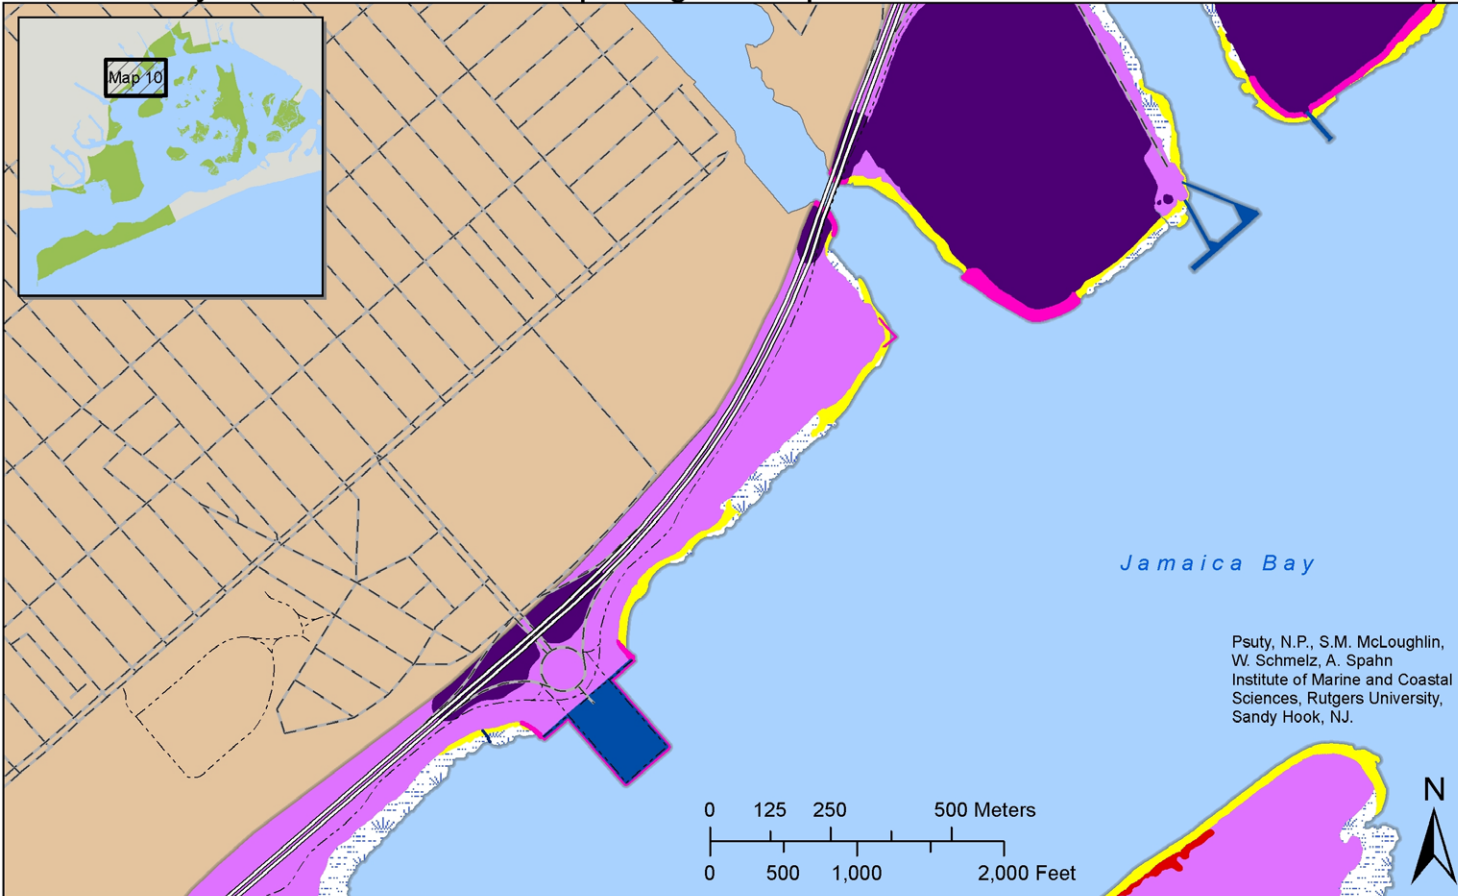 Map 10
Jamaica Bay
Psuty, N.P., S.M. McLoughlin,
W. Schmelz, A. Spahn
Institute of Marine and Coastal
Sciences, Rutgers University,
Sandy Hook, NJ.
N
0 125 250 500 Meters
0 500 1,000 2,000 Feet